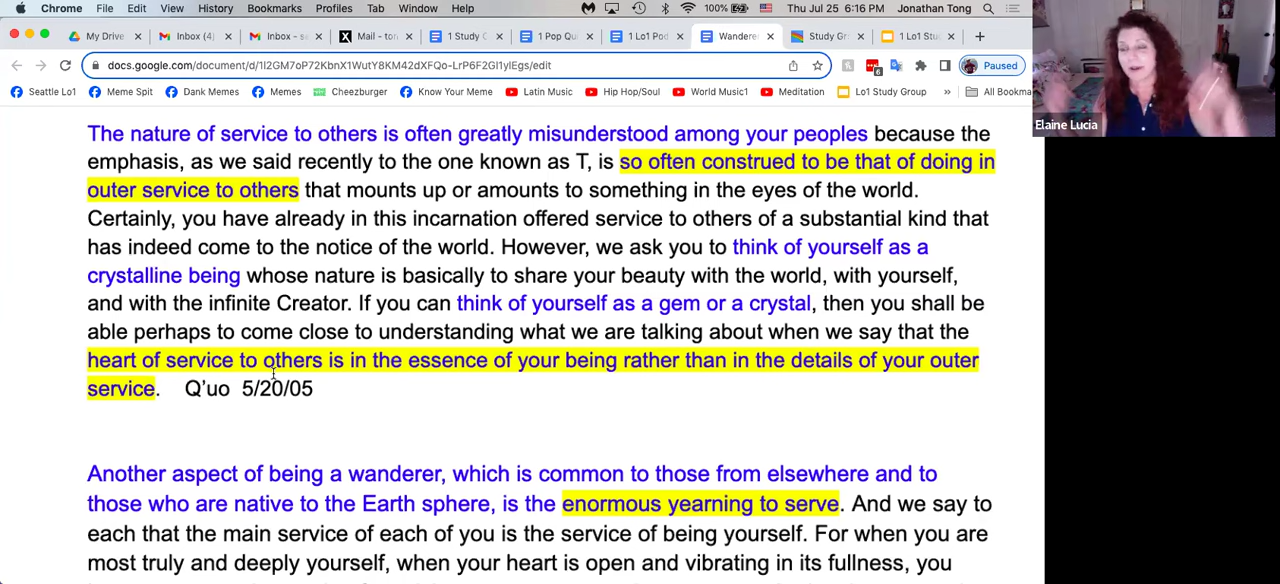 Chrome File Edit View History Bookmarks Profiles Tab Window Help 100% Thu Jul 25 6:16 PM Jonathan Tong
My Drive Inbox (4) Inbox – se Mail - tor 1 Study C 1 Pop Qu 1 Lo1 Pod Wandere Study Gr 1 Lo1 Stu
docs.google.com/document/d/1I2GM7oP72KbnX1WutY8KM42dXFQo-LrP6F2Gl1ylEgs/edit 6 Paused
Seattle Lo1 Meme Spit Dank Memes Memes Cheezburger Know Your Meme Latin Music Hip Hop/Soul World Music1 Meditation Lo1 Study Group » All Bookma
Elaine Lucia
The nature of service to others is often greatly misunderstood among your peoples because the
emphasis, as we said recently to the one known as T, is so often construed to be that of doing in
outer service to others that mounts up or amounts to something in the eyes of the world.
Certainly, you have already in this incarnation offered service to others of a substantial kind that
has indeed come to the notice of the world. However, we ask you to think of yourself as a
crystalline being whose nature is basically to share your beauty with the world, with yourself,
and with the infinite Creator. If you can think of yourself as a gem or a crystal, then you shall be
able perhaps to come close to understanding what we are talking about when we say that the
heart of service to others is in the essence of your being rather than in the details of your outer
service. Q’uo 5/20/05
Another aspect of being a wanderer, which is common to those from elsewhere and to
those who are native to the Earth sphere, is the enormous yearning to serve. And we say to
each that the main service of each of you is the service of being yourself. For when you are
most truly and deeply yourself, when your heart is open and vibrating in its fullness, you